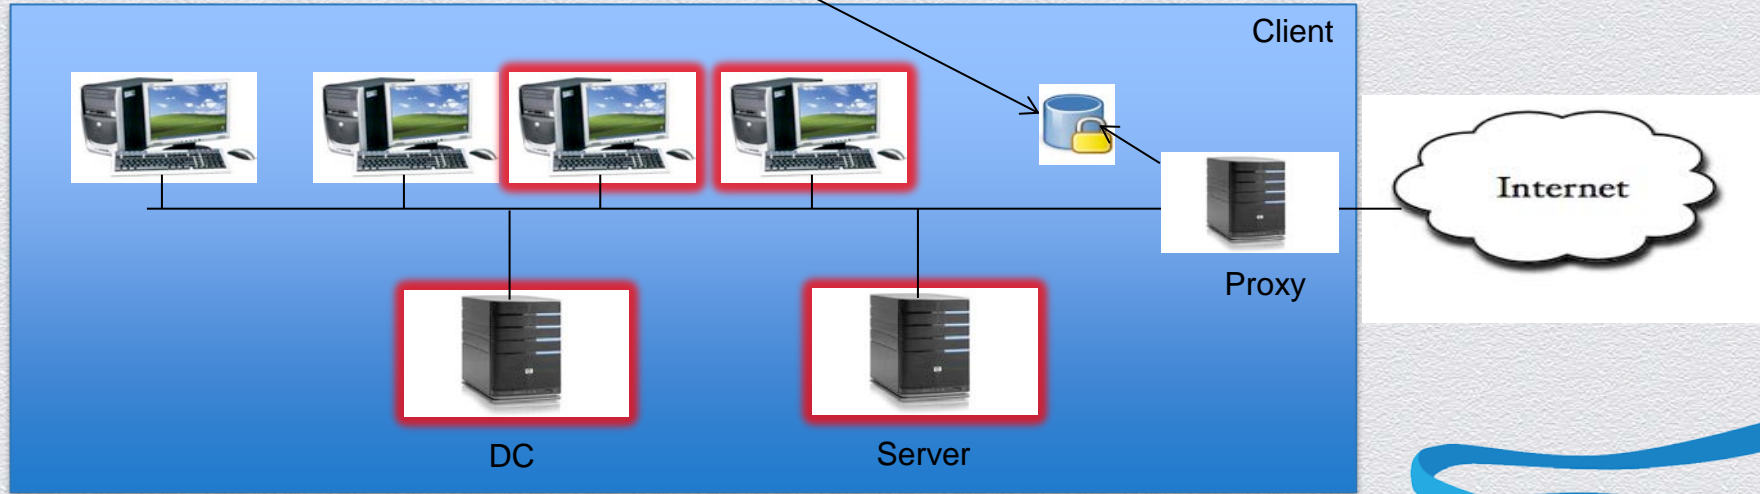 Client
Internet
Proxy
DC
Server